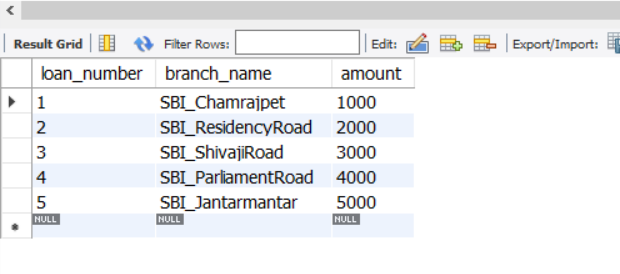 Result Grid Filter Rows: Edit: Export/Import:
loan_number branch_name amount
1 SBI_Chamrajpet 1000
2 SBI_ResidencyRoad 2000
3 SBI_ShivajiRoad 3000
4 SBI_ParliamentRoad 4000
5 SBI_Jantarmantar 5000
NULL NULL NULL